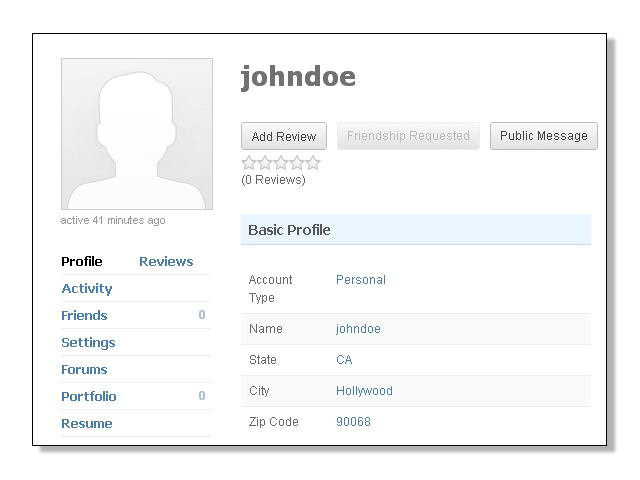 johndoe
Add Review Friendship Requested Public Message
(0 Reviews)
active 41 minutes ago
Profile Reviews
Activity
Friends 0
Settings
Forums
Portfolio 0
Resume
Basic Profile
Account Type Personal
Name johndoe
State CA
City Hollywood
Zip Code 90068